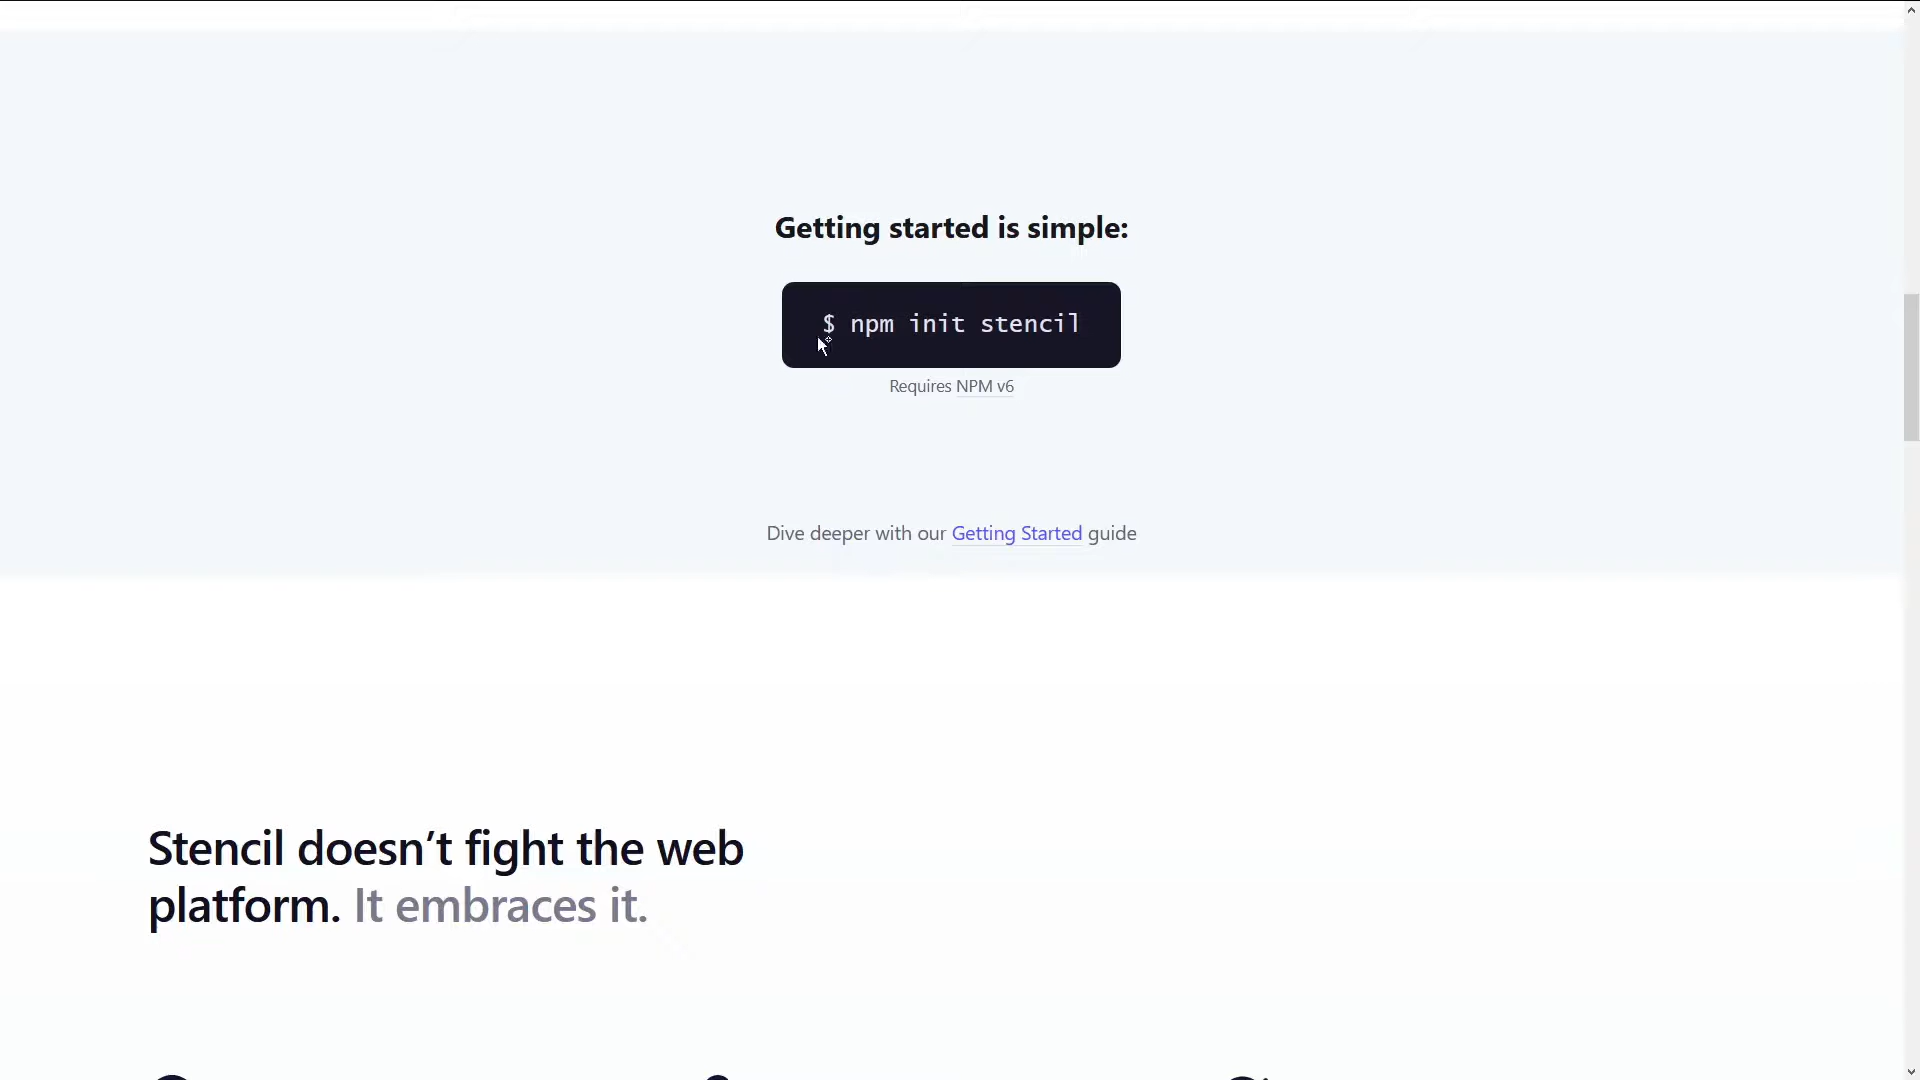 Getting started is simple:
$ npm init stencil
Requires NPM v6
Dive deeper with our Getting Started guide
Stencil doesn’t fight the web
platform. It embraces it.